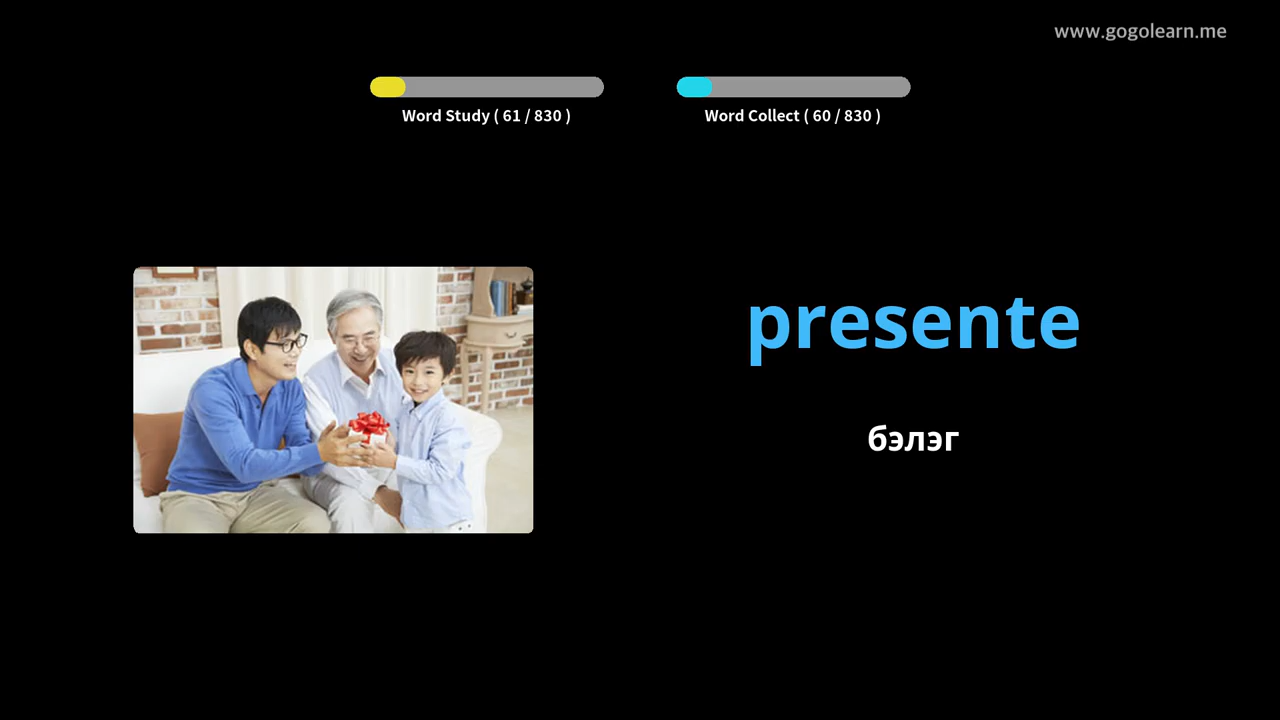 www.gogolearn.me
Word Study ( 61 / 830 )
Word Collect ( 60 / 830 )
presente
бэлэг